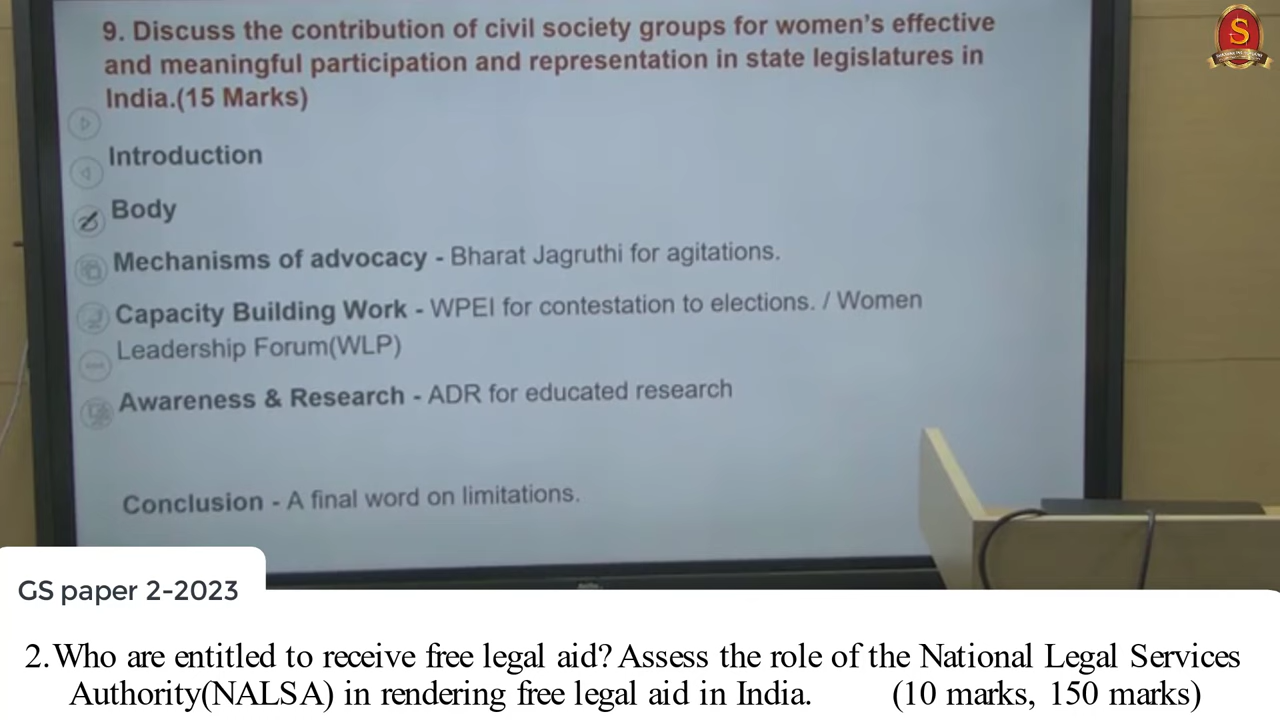 9. Discuss the contribution of civil society groups for women's effective
and meaningful participation and representation in state legislatures in
India.(15 Marks)
Introduction
Body
Mechanisms of advocacy - Bharat Jagruthi for agitations.
Capacity Building Work - WPEI for contestation to elections. / Women
Leadership Forum(WLP)
Awareness & Research - ADR for educated research
Conclusion - A final word on limitations.
S
GS paper 2-2023
2.Who are entitled to receive free legal aid? Assess the role of the National Legal Services
Authority(NALSA) in rendering free legal aid in India. (10 marks, 150 marks)